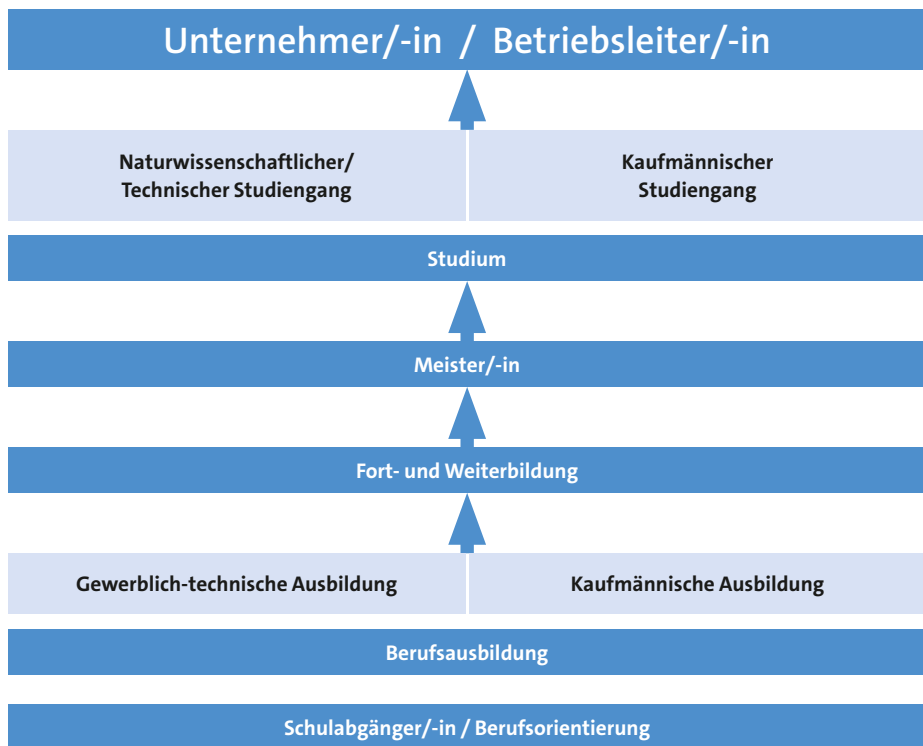 Unternehmer/-in / Betriebsleiter/-in
Naturwissenschaftlicher/
Technischer Studiengang
Kaufmännischer
Studiengang
Studium
Meister/-in
Fort- und Weiterbildung
Gewerblich-technische Ausbildung
Kaufmännische Ausbildung
Berufsausbildung
Schulabgänger/-in / Berufsorientierung